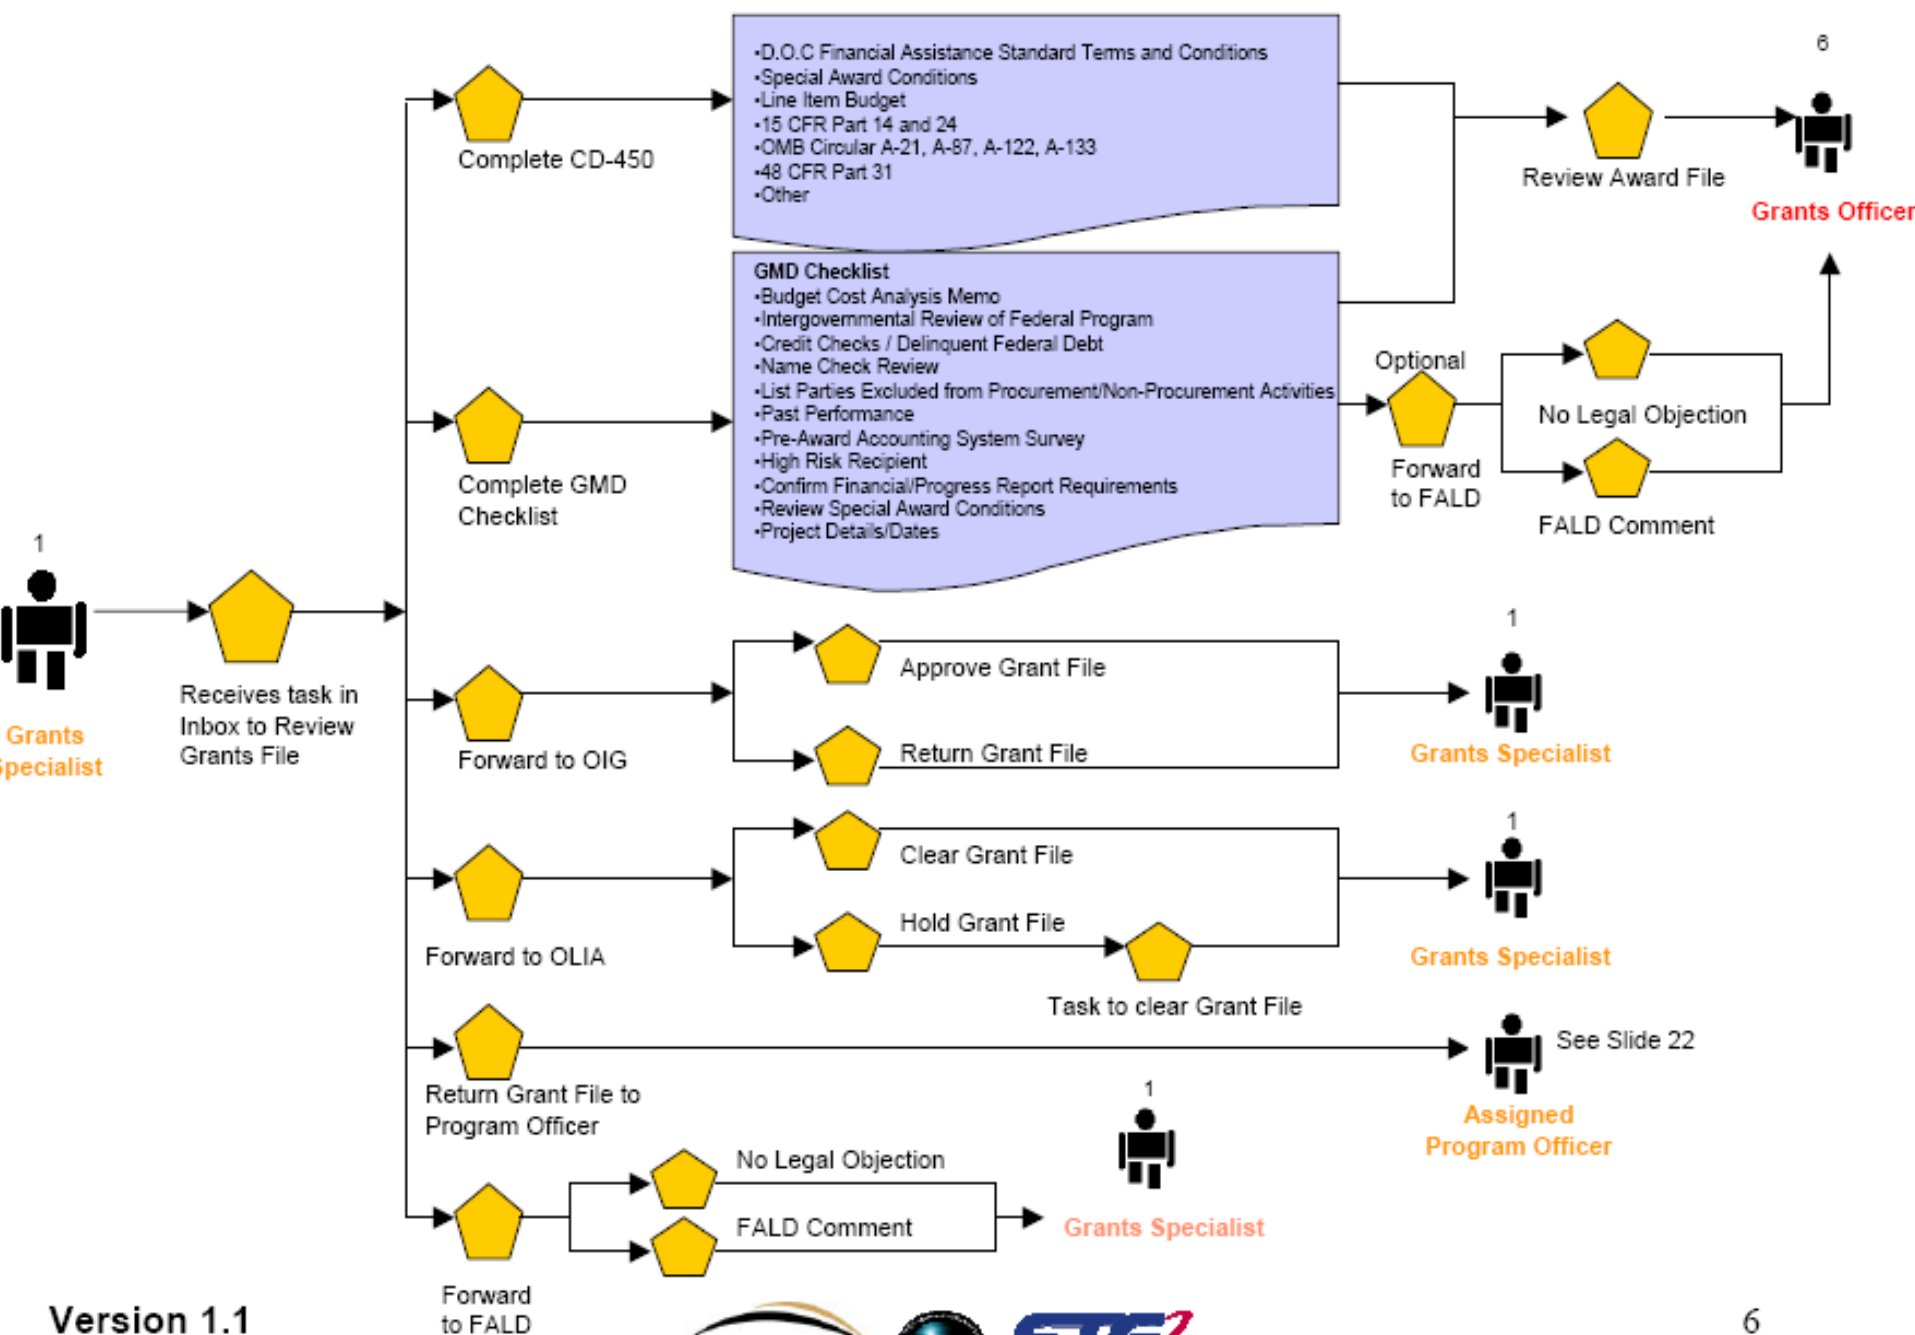 •D.O.C Financial Assistance Standard Terms and Conditions
•Special Award Conditions
•Line Item Budget
•15 CFR Part 14 and 24
•OMB Circular A-21, A-87, A-122, A-133
•48 CFR Part 31
•Other
Complete CD-450
6
Review Award File
Grants Officer
GMD Checklist
•Budget Cost Analysis Memo
•Intergovernmental Review of Federal Program
•Credit Checks / Delinquent Federal Debt
•Name Check Review
•List Parties Excluded from Procurement/Non-Procurement Activities
•Past Performance
•Pre-Award Accounting System Survey
•High Risk Recipient
•Confirm Financial/Progress Report Requirements
•Review Special Award Conditions
•Project Details/Dates
Complete GMD
Checklist
Optional
Forward
to FALD
No Legal Objection
FALD Comment
1
Grants
Specialist
Receives task in
Inbox to Review
Grants File
Forward to OIG
Approve Grant File
Return Grant File
1
Grants Specialist
Forward to OLIA
Clear Grant File
Hold Grant File
Task to clear Grant File
1
Grants Specialist
Return Grant File to
Program Officer
See Slide 22
Assigned
Program Officer
Forward
to FALD
No Legal Objection
FALD Comment
1
Grants Specialist
Version 1.1
6